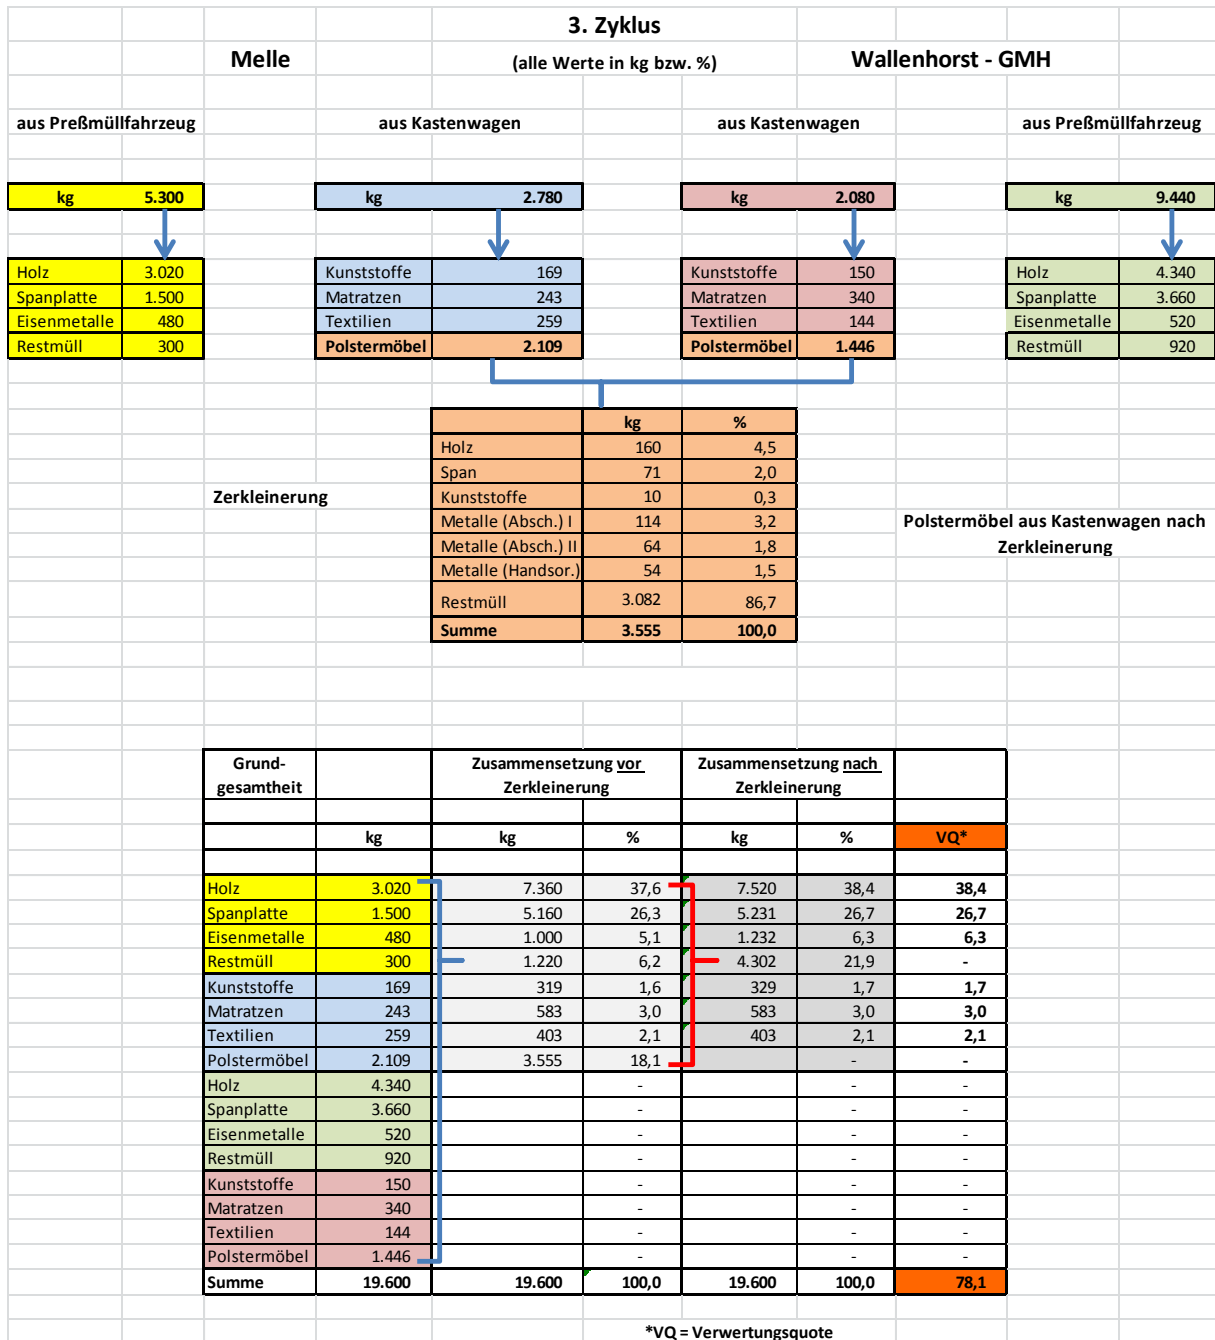 3. Zyklus
Melle (alle Werte in kg bzw. %) Wallenhorst - GMH
aus Preßmüllfahrzeug aus Kastenwagen aus Kastenwagen aus Preßmüllfahrzeug
kg 5.300 kg 2.780 kg 2.080 kg 9.440
Holz 3.020 Kunststoffe 169 Kunststoffe 150 Holz 4.340
Spanplatte 1.500 Matratzen 243 Matratzen 340 Spanplatte 3.660
Eisenmetalle 480 Textilien 259 Textilien 144 Eisenmetalle 520
Restmüll 300 Polstermöbel 2.109 Polstermöbel 1.446 Restmüll 920
kg %
Holz 160 4,5
Span 71 2,0
Zerkleinerung Kunststoffe 10 0,3
Metalle (Absch.) I 114 3,2 Polstermöbel aus Kastenwagen nach
Metalle (Absch.) II 64 1,8 Zerkleinerung
Metalle (Handsor.) 54 1,5
Restmüll 3.082 86,7
Summe 3.555 100,0
Grund- Zusammensetzung vor Zusammensetzung nach
gesamtheit Zerkleinerung Zerkleinerung
kg kg % kg % VQ*
Holz 3.020 7.360 37,6 7.520 38,4 38,4
Spanplatte 1.500 5.160 26,3 5.231 26,7 26,7
Eisenmetalle 480 1.000 5,1 1.232 6,3 6,3
Restmüll 300 1.220 6,2 4.302 21,9 -
Kunststoffe 169 319 1,6 329 1,7 1,7
Matratzen 243 583 3,0 583 3,0 3,0
Textilien 259 403 2,1 403 2,1 2,1
Polstermöbel 2.109 3.555 18,1 - -
Holz 4.340 - - -
Spanplatte 3.660 - - -
Eisenmetalle 520 - - -
Restmüll 920 - - -
Kunststoffe 150 - - -
Matratzen 340 - - -
Textilien 144 - - -
Polstermöbel 1.446 - - -
Summe 19.600 19.600 100,0 19.600 100,0 78,1
*VQ = Verwertungsquote